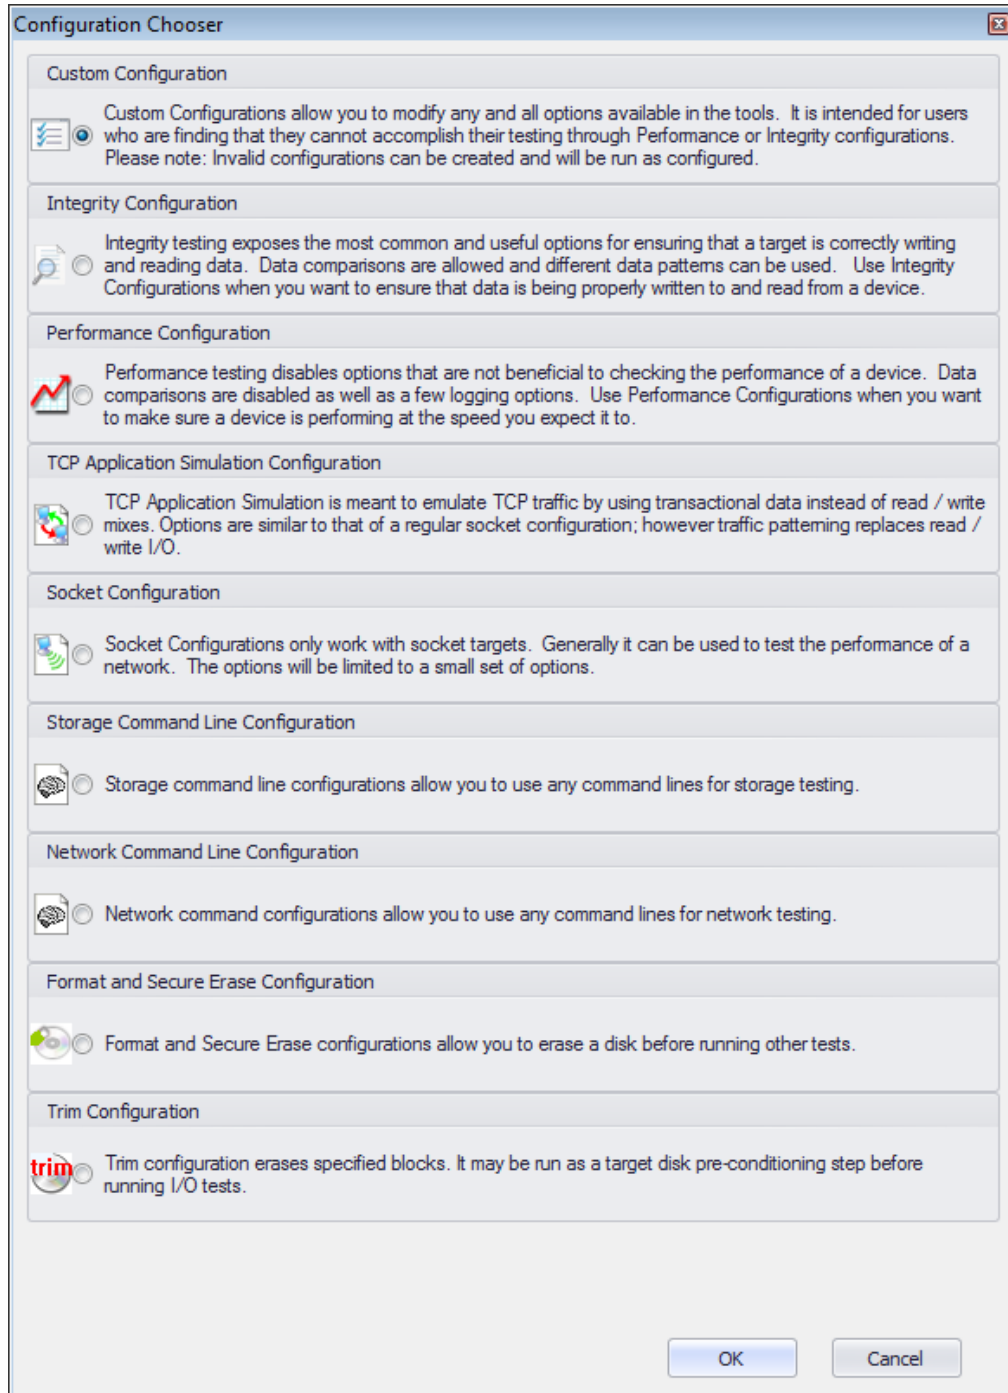 Configuration Chooser
Custom Configuration
Custom Configurations allow you to modify any and all options available in the tools.  It is intended for users
who are finding that they cannot accomplish their testing through Performance or Integrity configurations.
Please note: Invalid configurations can be created and will be run as configured.
Integrity Configuration
Integrity testing exposes the most common and useful options for ensuring that a target is correctly writing
and reading data.  Data comparisons are allowed and different data patterns can be used.   Use Integrity
Configurations when you want to ensure that data is being properly written to and read from a device.
Performance Configuration
Performance testing disables options that are not beneficial to checking the performance of a device.  Data
comparisons are disabled as well as a few logging options.  Use Performance Configurations when you want
to make sure a device is performing at the speed you expect it to.
TCP Application Simulation Configuration
TCP Application Simulation is meant to emulate TCP traffic by using transactional data instead of read / write
mixes. Options are similar to that of a regular socket configuration; however traffic patterning replaces read /
write I/O.
Socket Configuration
Socket Configurations only work with socket targets.  Generally it can be used to test the performance of a
network.  The options will be limited to a small set of options.
Storage Command Line Configuration
Storage command line configurations allow you to use any command lines for storage testing.
Network Command Line Configuration
Network command configurations allow you to use any command lines for network testing.
Format and Secure Erase Configuration
Format and Secure Erase configurations allow you to erase a disk before running other tests.
Trim Configuration
trim
Trim configuration erases specified blocks. It may be run as a target disk pre-conditioning step before
running I/O tests.
OK
Cancel